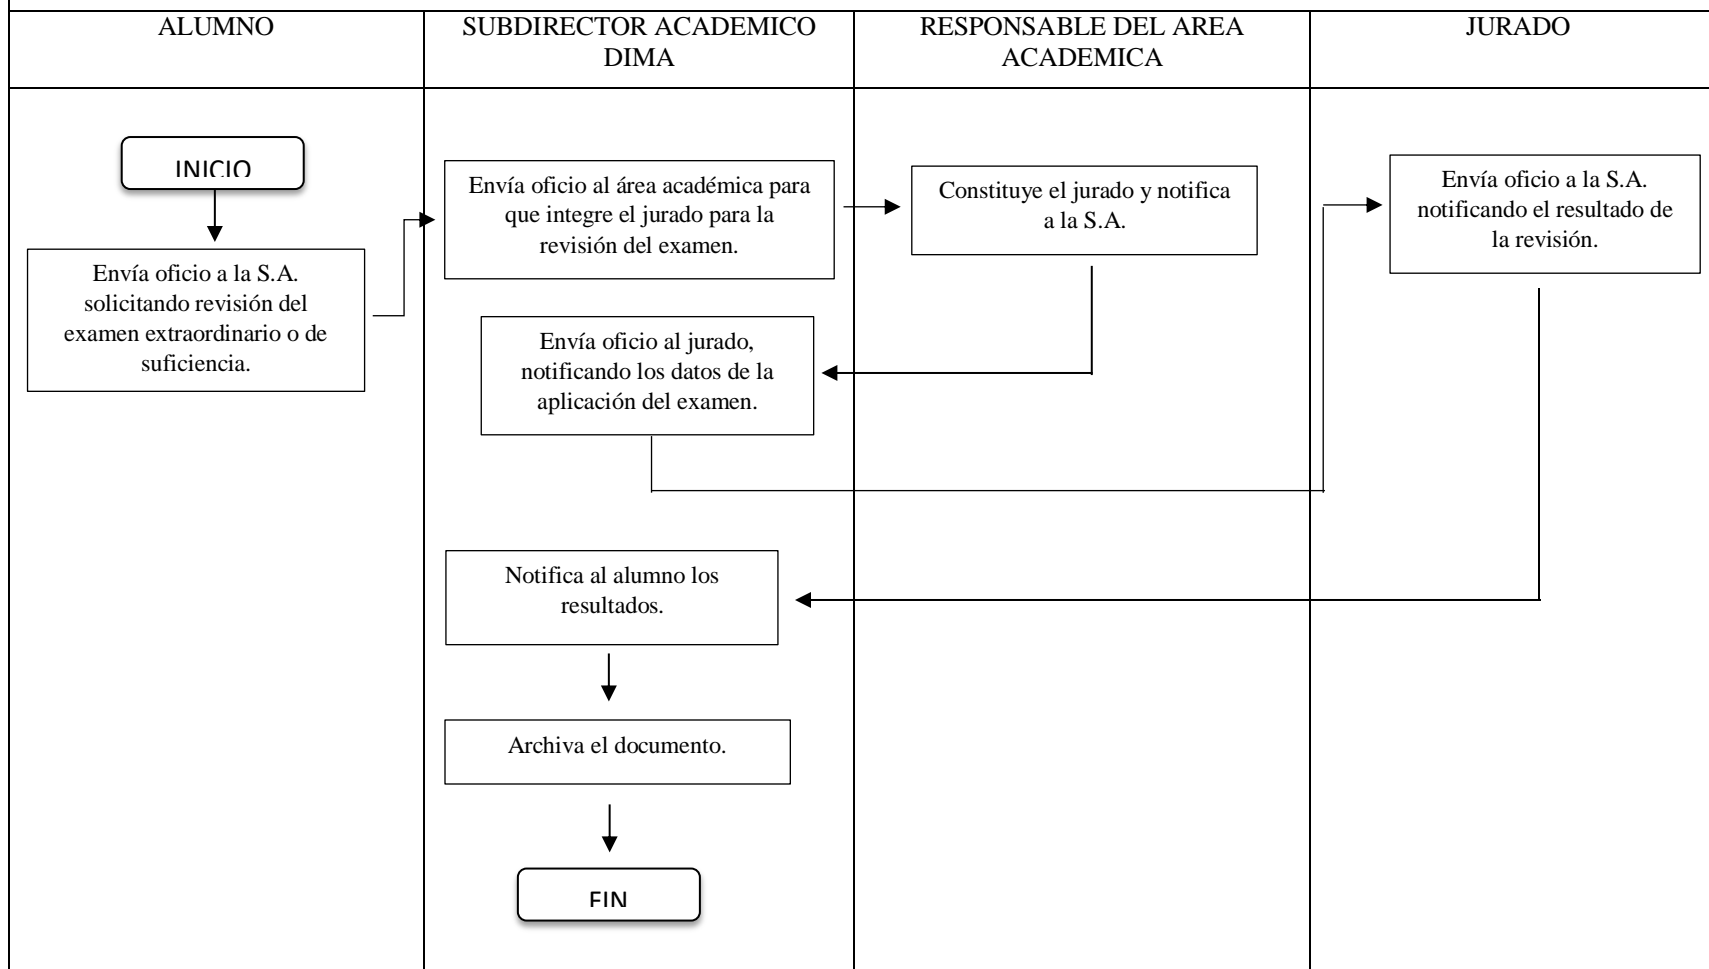 ALUMNO
SUBDIRECTOR ACADEMICO
DIMA
RESPONSABLE DEL AREA
ACADEMICA
JURADO
INICIO
Envía oficio a la S.A.
solicitando revisión del
examen extraordinario o de
suficiencia.
Envía oficio al área académica para
que integre el jurado para la
revisión del examen.
Constituye el jurado y notifica
a la S.A.
Envía oficio a la S.A.
notificando el resultado de
la revisión.
Envía oficio al jurado,
notificando los datos de la
aplicación del examen.
Notifica al alumno los
resultados.
Archiva el documento.
FIN